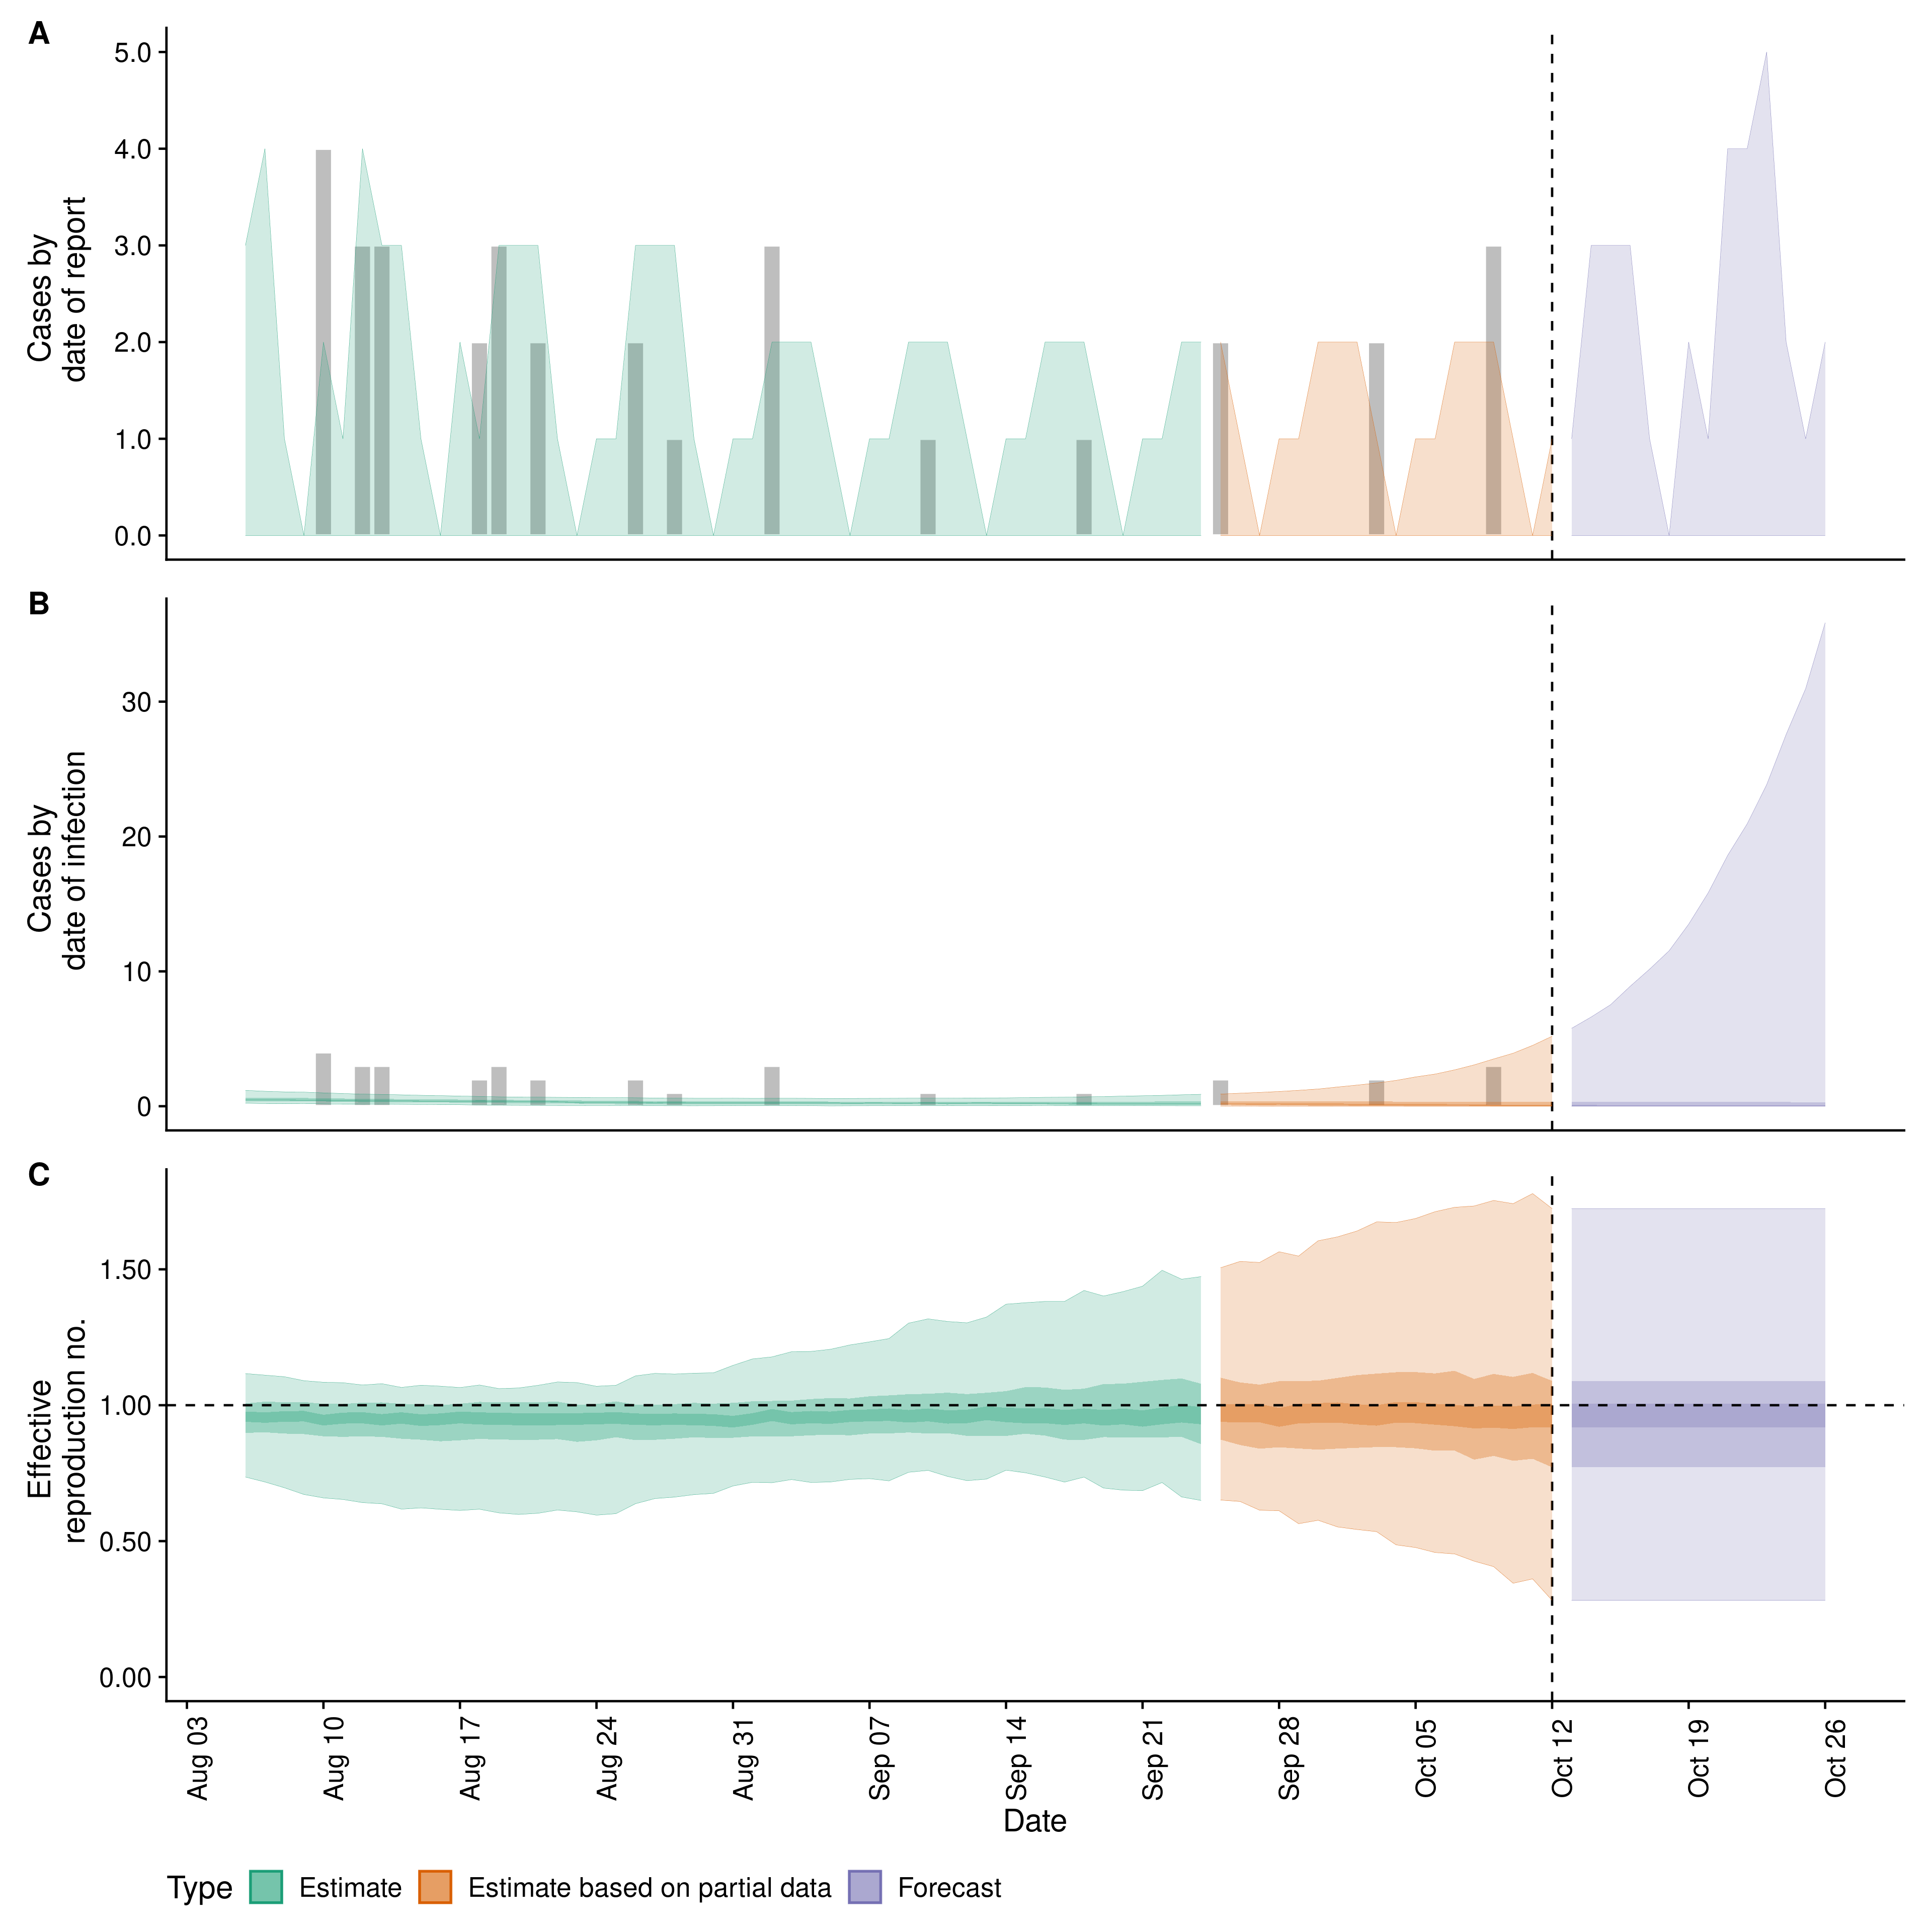 A
5.0
4.0
3.0
2.0
1.0
0.0
Cases by
date of report
B
30
20
10
0
Cases by
date of infection
C
1.50
1.00
0.50
0.00
Effective
reproduction no.
Aug 03
Aug 10
Aug 17
Aug 24
Aug 31
Sep 07
Sep 14
Sep 21
Sep 28
Oct 05
Oct 12
Oct 19
Oct 26
Date
Type Estimate Estimate based on partial data Forecast